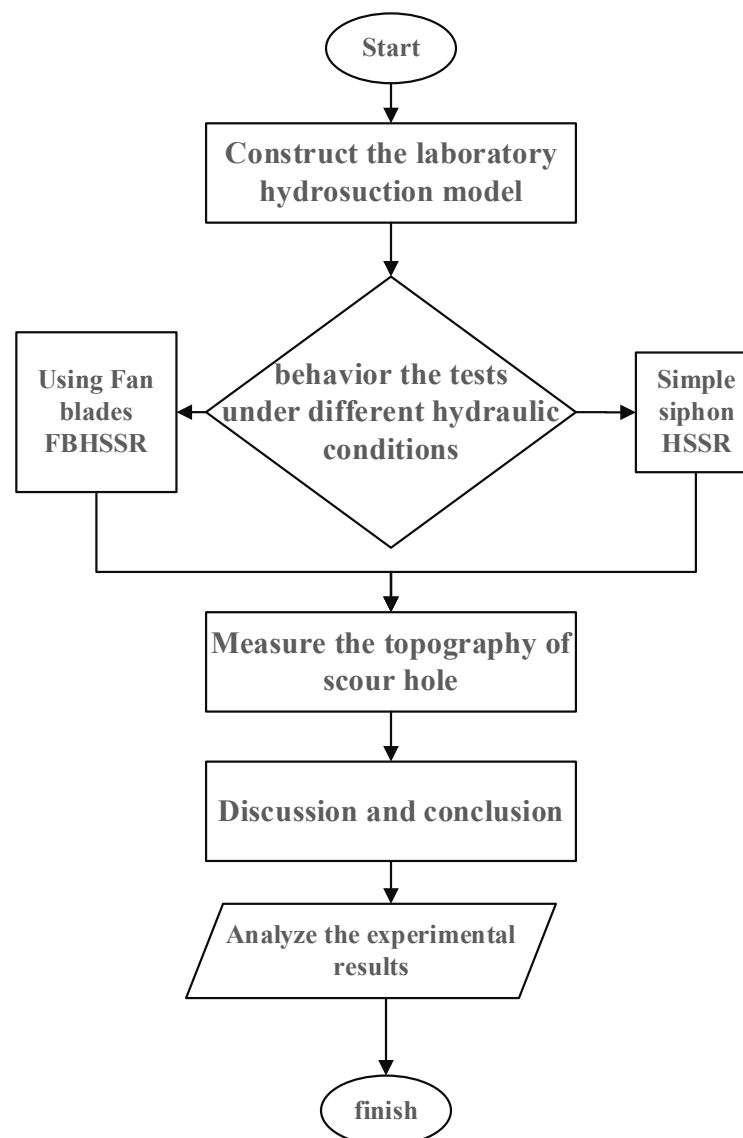 Start
Construct the laboratory
hydrosuction model
behavior the tests
under different hydraulic
conditions
Using Fan
blades
FBHSSR
Simple
siphon
HSSR
Measure the topography of
scour hole
Discussion and conclusion
Analyze the experimental
results
finish